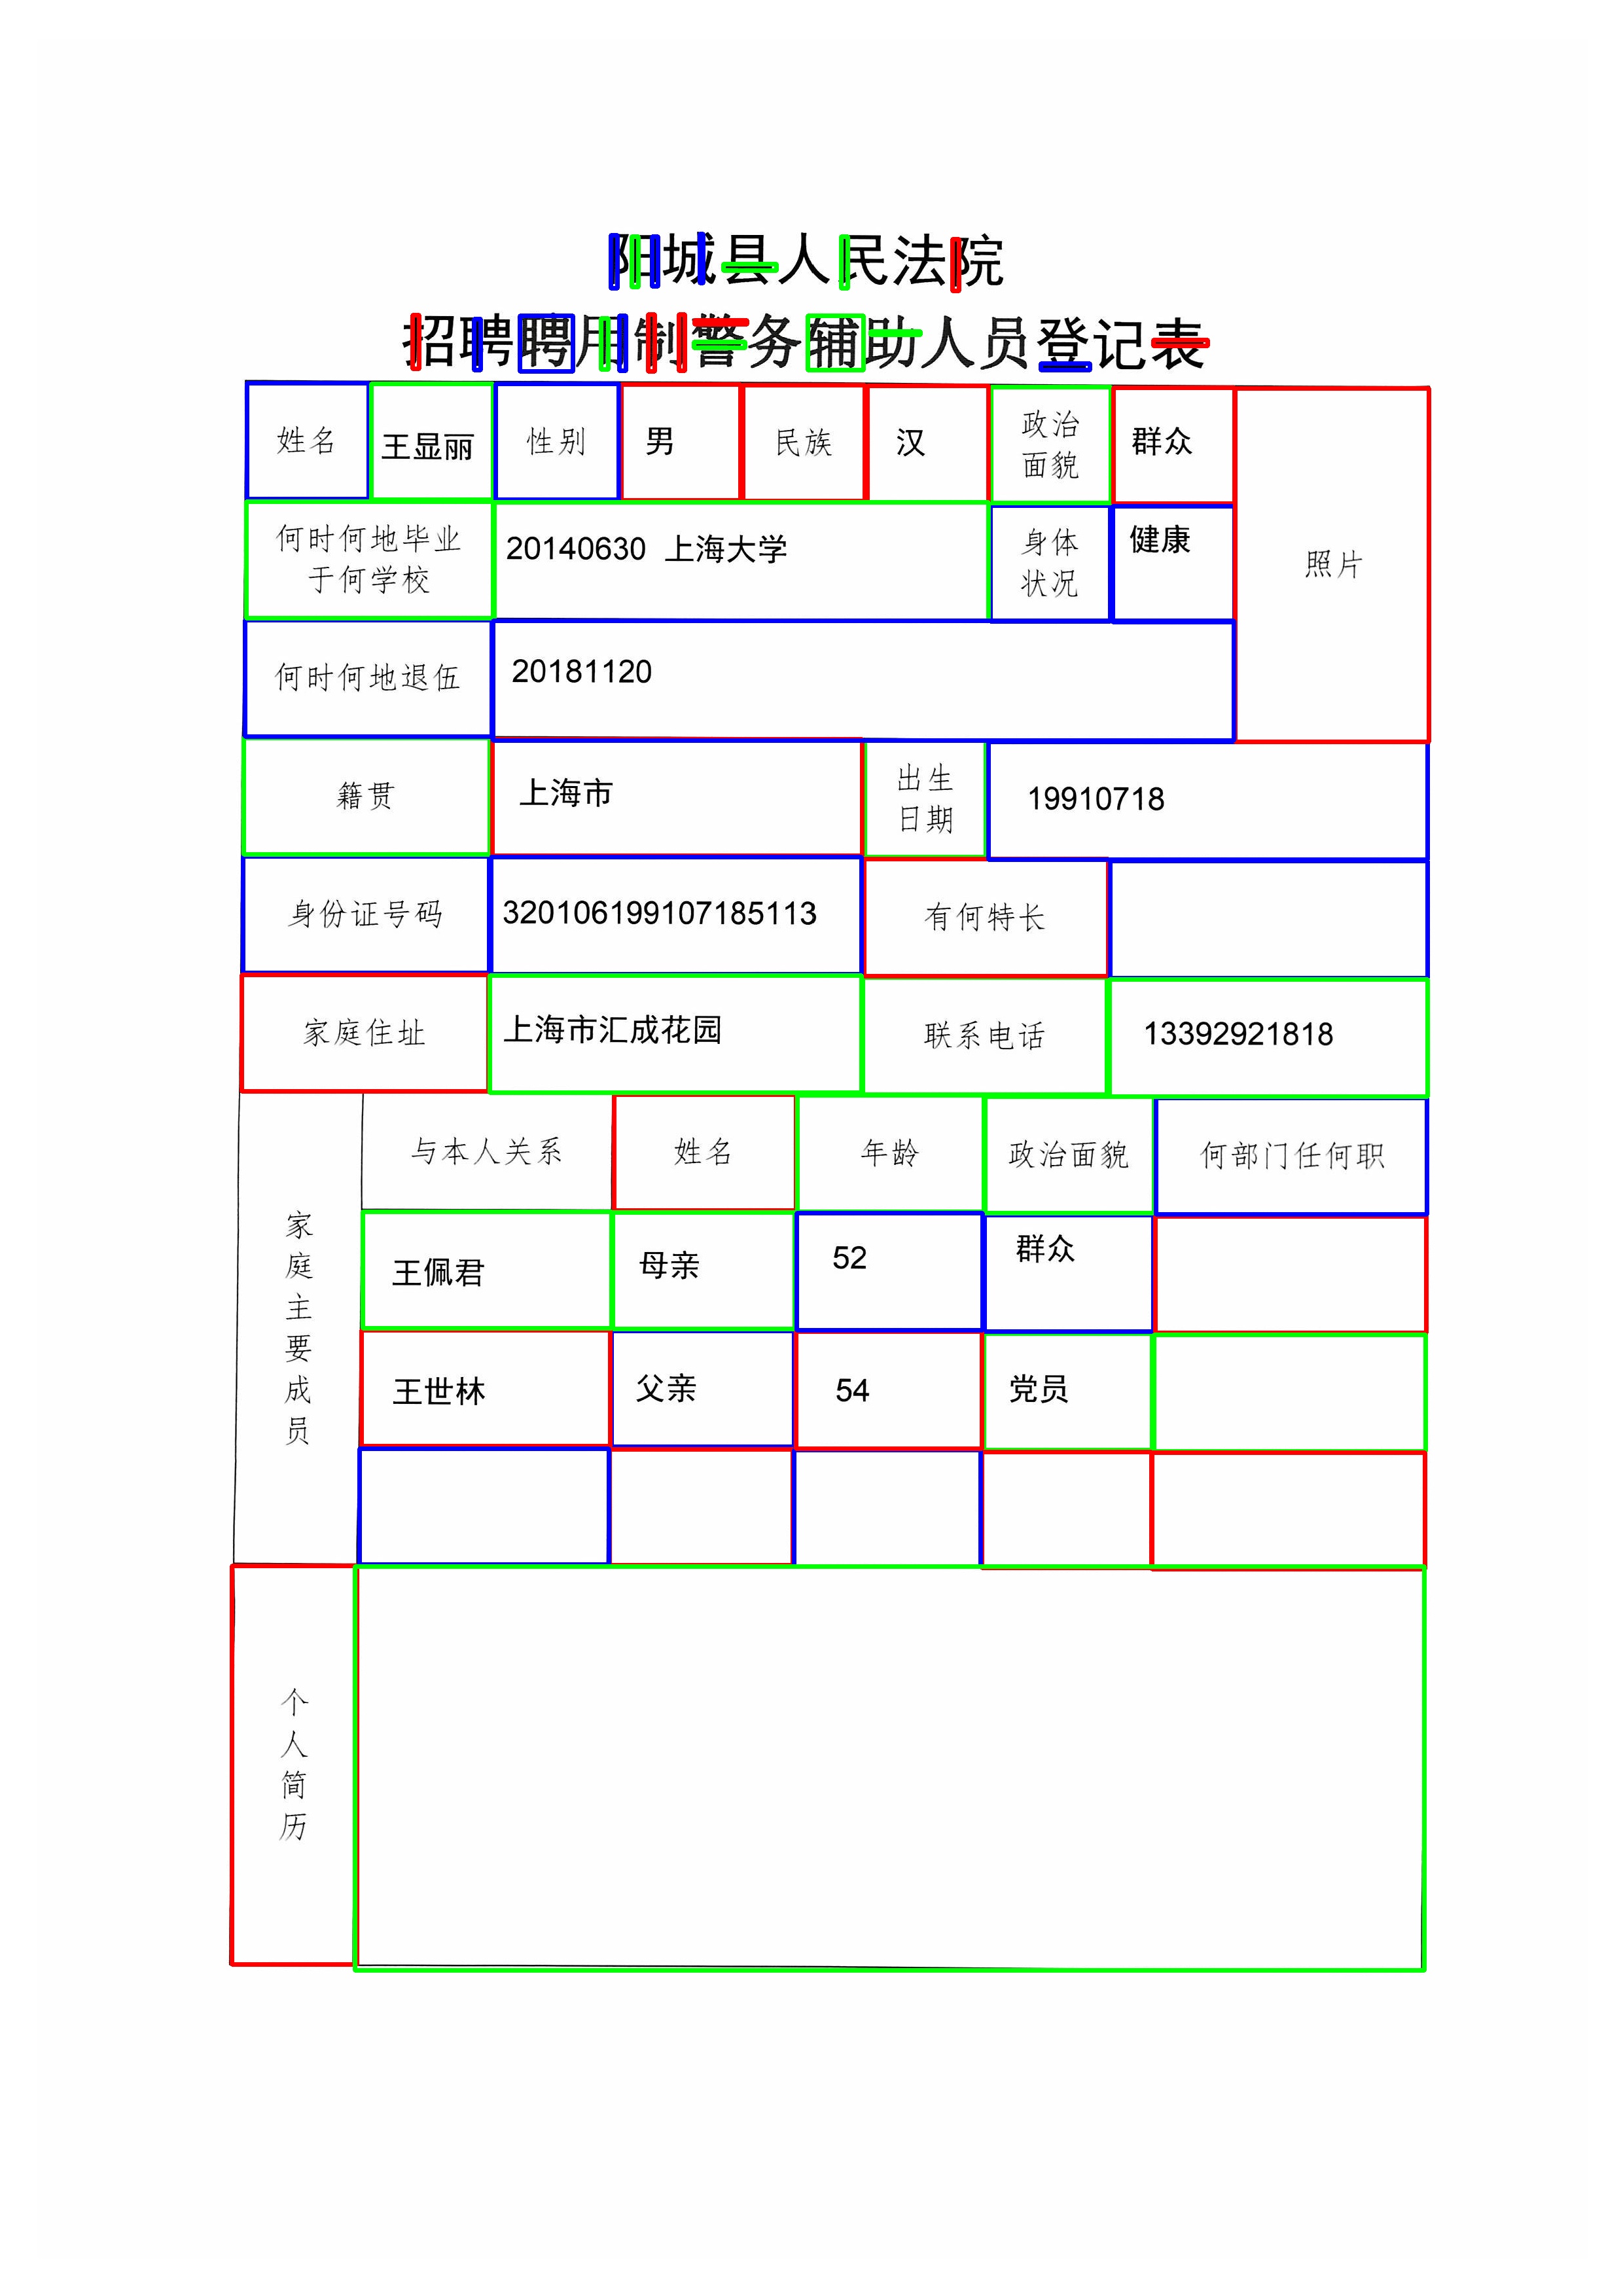 阳城县人民法院
招聘聘用制警务辅助人员登记表
姓名 王显丽 性别 男 民族 汉 政治面貌 群众 照片
何时何地毕业于何学校 20140630 上海大学 身体状况 健康
何时何地退伍 20181120
籍贯 上海市 出生日期 19910718
身份证号码 320106199107185113 有何特长
家庭住址 上海市汇成花园 联系电话 13392921818
家庭主要成员 与本人关系 姓名 年龄 政治面貌 何部门任何职
王佩君 母亲 52 群众
王世林 父亲 54 党员
个人简历